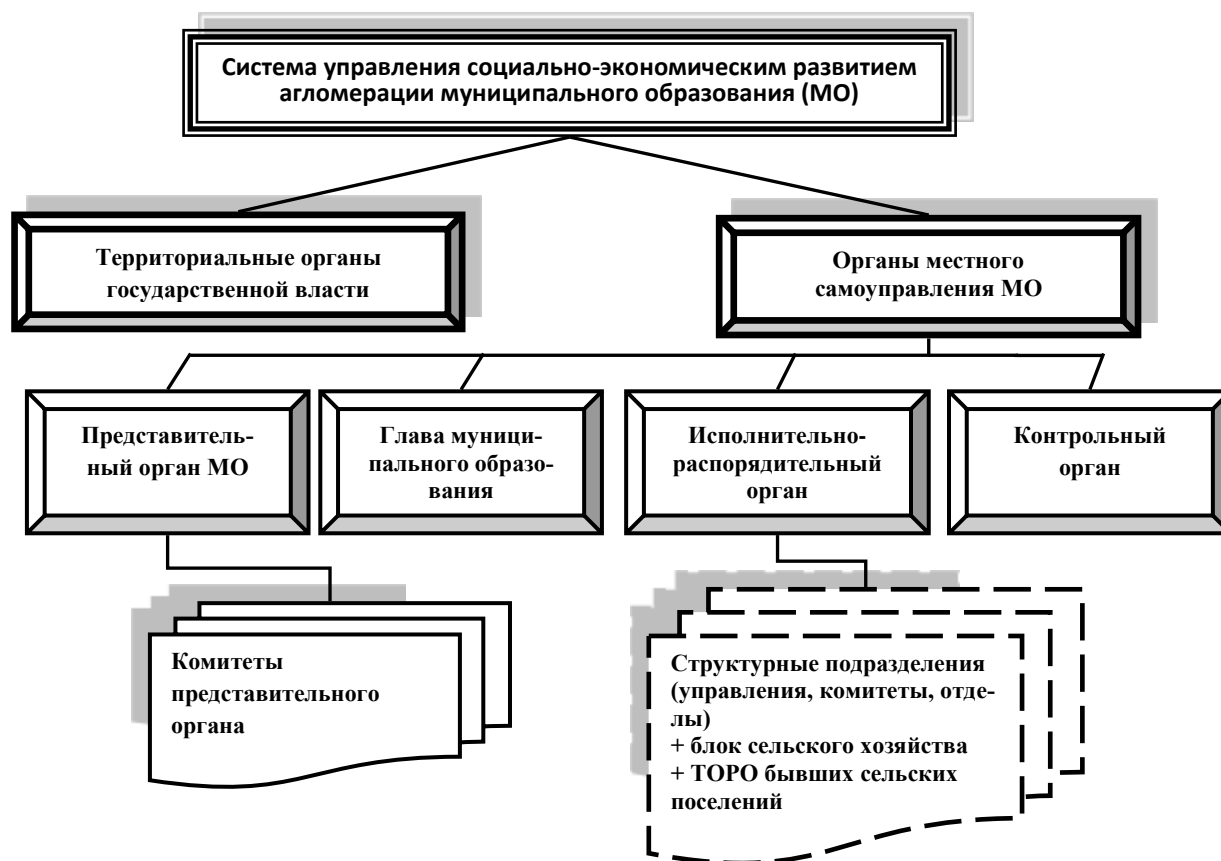 Система управления социально-экономическим развитием
агломерации муниципального образования (МО)
Территориальные органы
государственной власти
Органы местного
самоуправления МО
Представитель-
ный орган МО
Глава муници-
пального образо-
вания
Исполнительно-
распорядительный
орган
Контрольный
орган
Комитеты
представительного
органа
Структурные подразделения
(управления, комитеты, отде-
лы)
+ блок сельского хозяйства
+ ТОРО бывших сельских
поселений